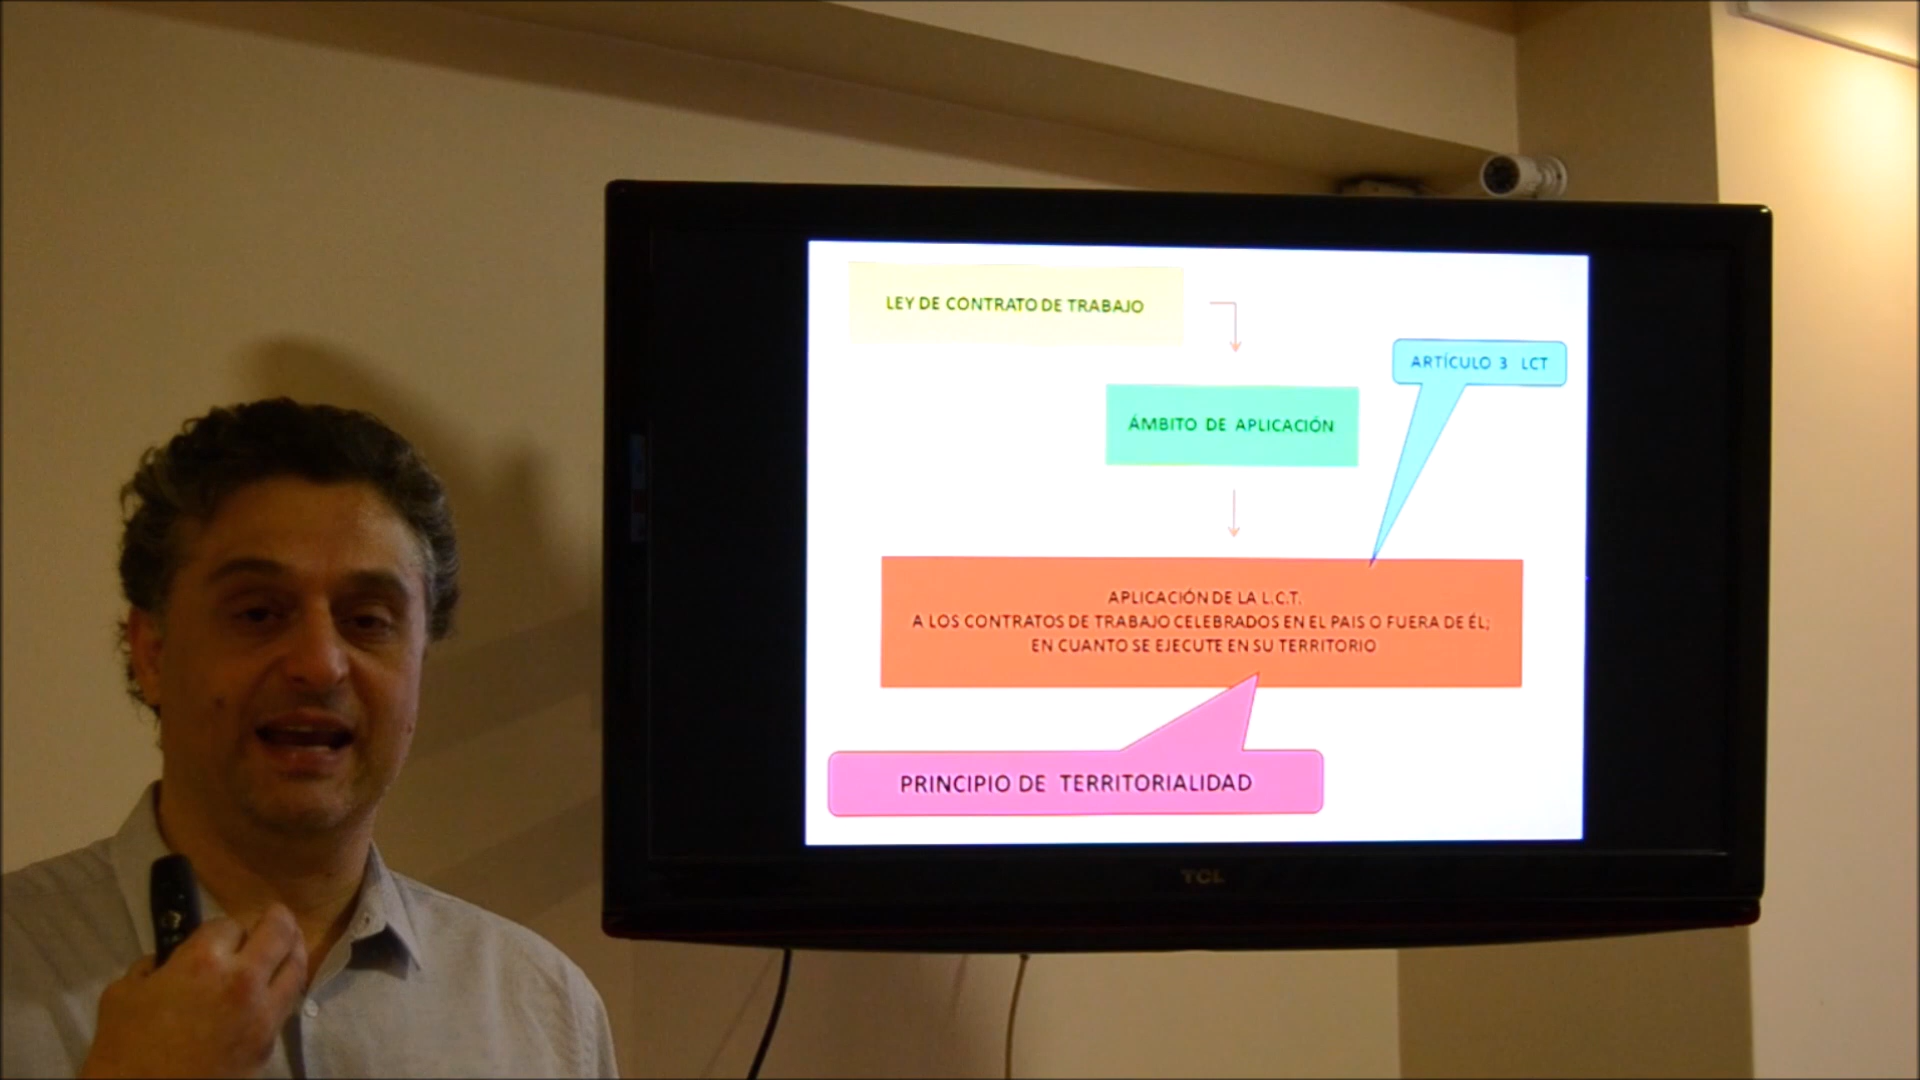 LEY DE CONTRATO DE TRABAJO
ARTÍCULO 3 LCT
ÁMBITO DE APLICACIÓN
APLICACIÓN DE LA L.C.T.
A LOS CONTRATOS DE TRABAJO CELEBRADOS EN EL PAIS O FUERA DE ÉL;
EN CUANTO SE EJECUTE EN SU TERRITORIO
PRINCIPIO DE TERRITORIALIDAD
TCL